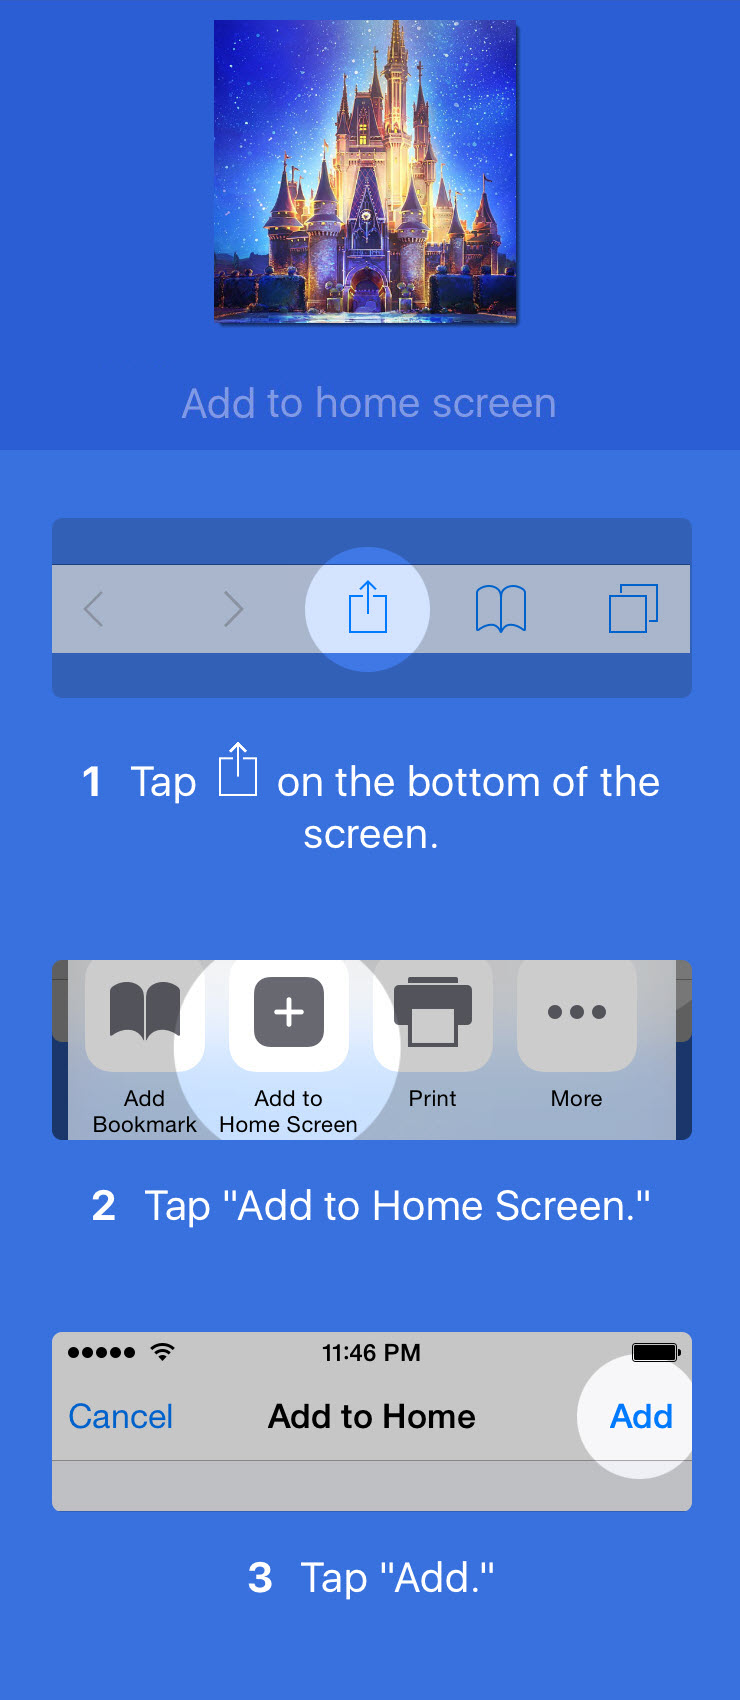 Add to home screen
1 Tap on the bottom of the
screen.
Add
Bookmark
Add to
Home Screen
Print
More
2 Tap "Add to Home Screen."
11:46 PM
Cancel
Add to Home
Add
3 Tap "Add."